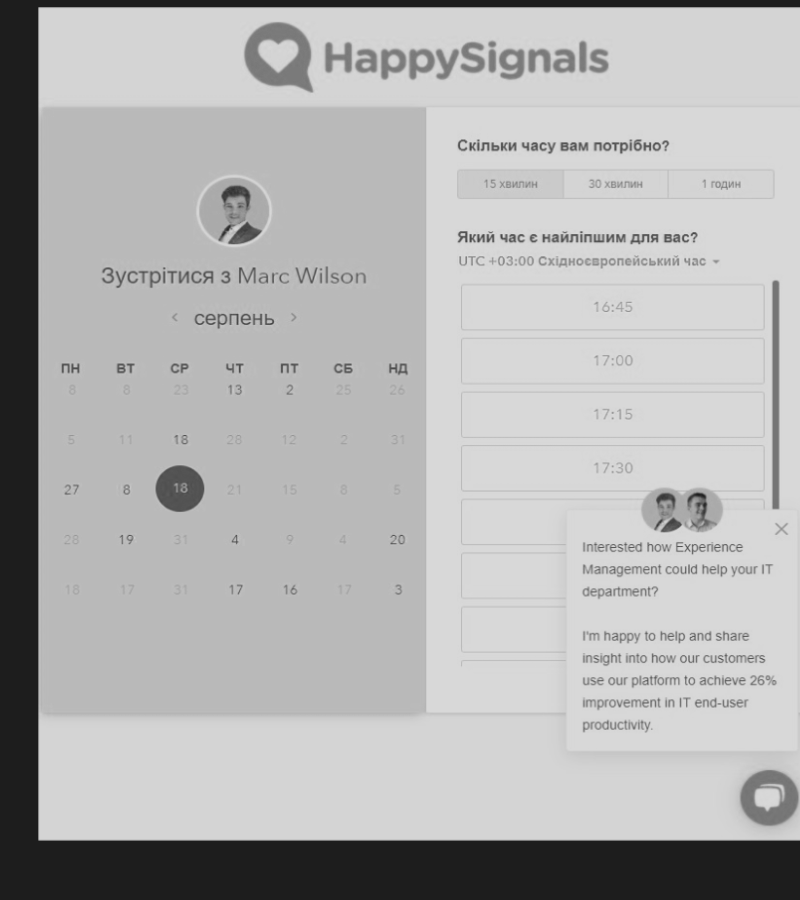 HappySignals
Зустрітися з Marc Wilson
серпень
ПН ВТ СР ЧТ ПТ СБ НД
8 8 23 13 2 25 26
5 11 18 28 12 2 31
27 8 18 21 15 8 5
28 19 31 4 9 4 20
18 17 31 17 16 17 3
Скільки часу вам потрібно?
15 хвилин 30 хвилин 1 годин
Який час є найліпшим для вас?
UTC +03:00 Східноєвропейський час
16:45
17:00
17:15
17:30
Interested how Experience
Management could help your IT
department?
I'm happy to help and share
insight into how our customers
use our platform to achieve 26%
improvement in IT end-user
productivity.